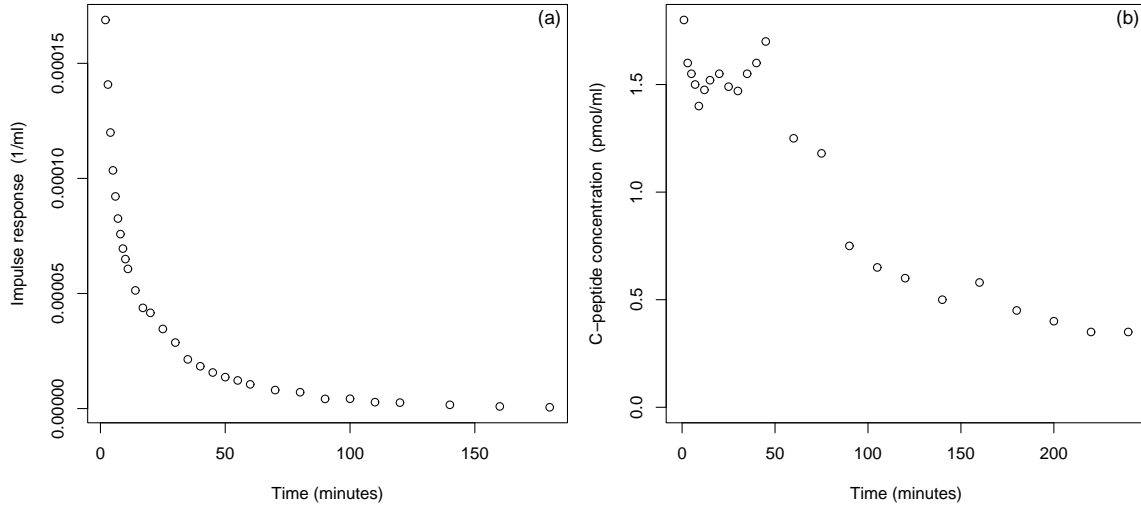 (a)
Impulse response (1/ml)
0.00015
0.00010
0.00005
0.00000
0 50 100 150
Time (minutes)
(b)
C−peptide concentration (pmol/ml)
1.5
1.0
0.5
0.0
0 50 100 150 200
Time (minutes)